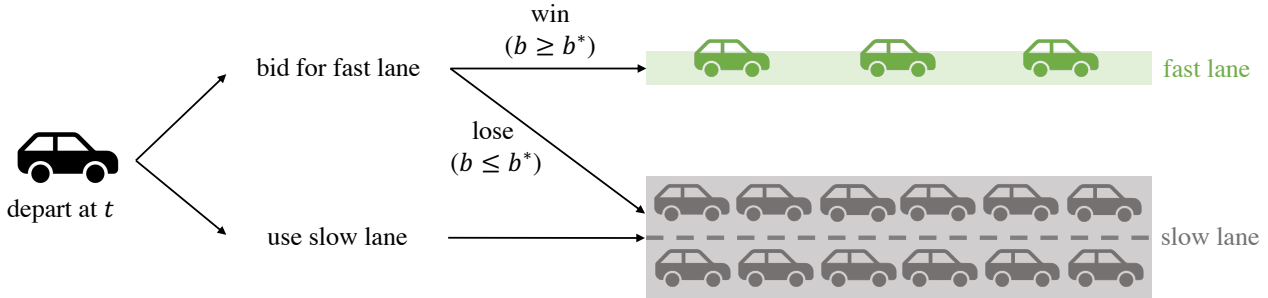 win
(b ≥ b*)
bid for fast lane
fast lane
lose
(b ≤ b*)
depart at t
use slow lane
slow lane